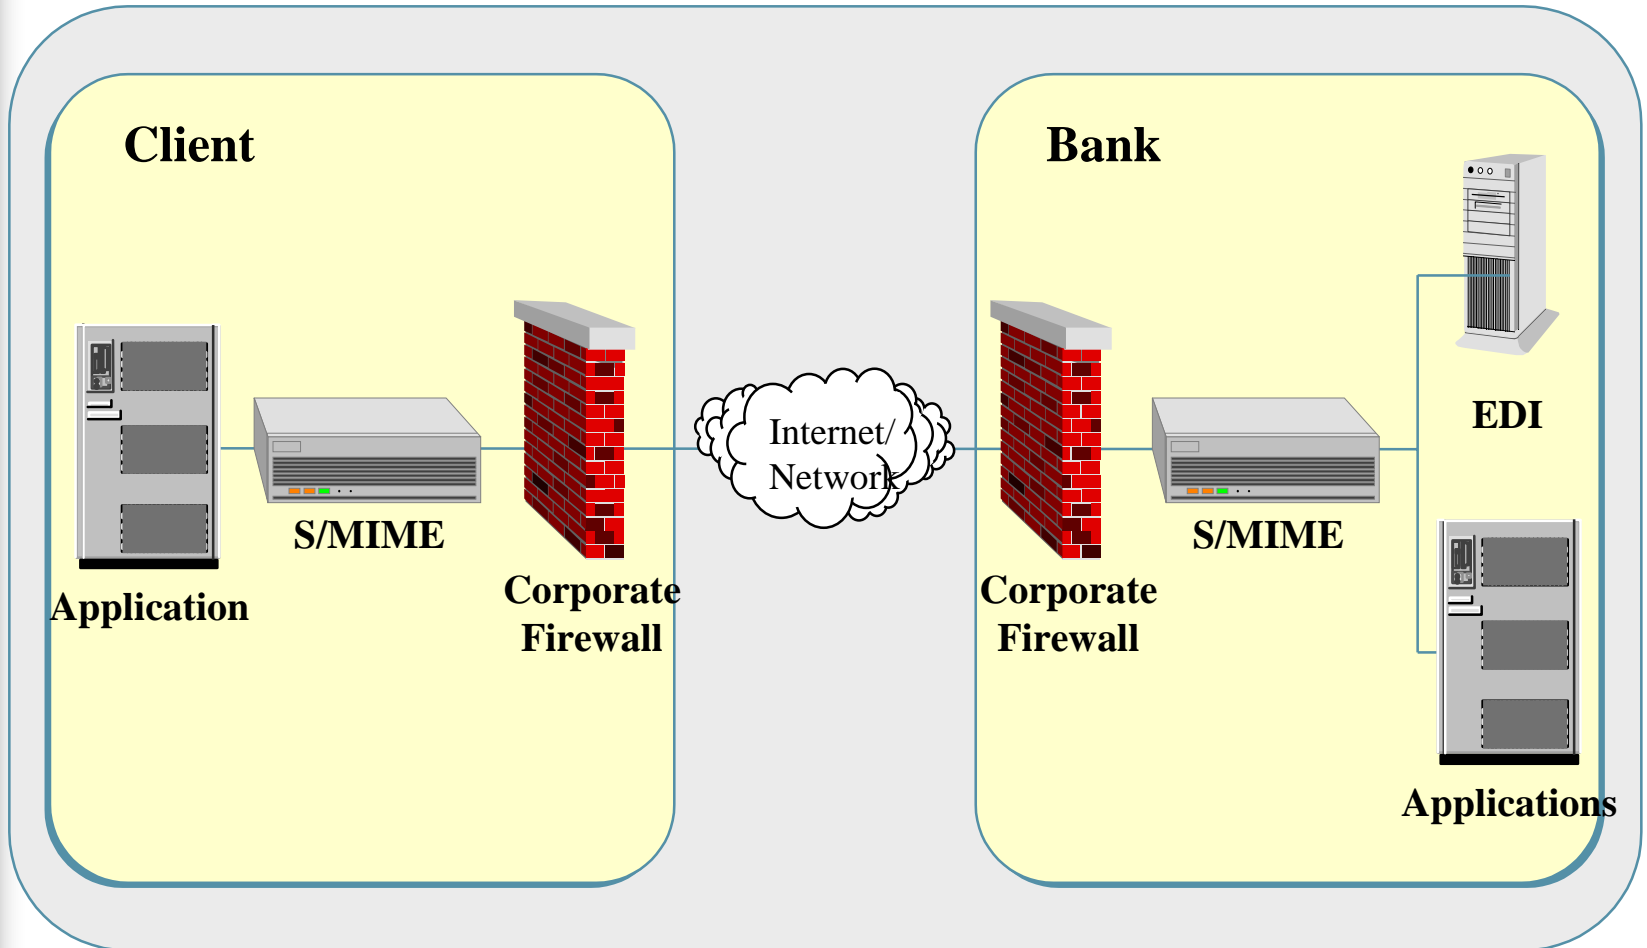 Client
Application
S/MIME
Corporate
Firewall
Internet/
Network
Bank
Corporate
Firewall
S/MIME
EDI
Applications